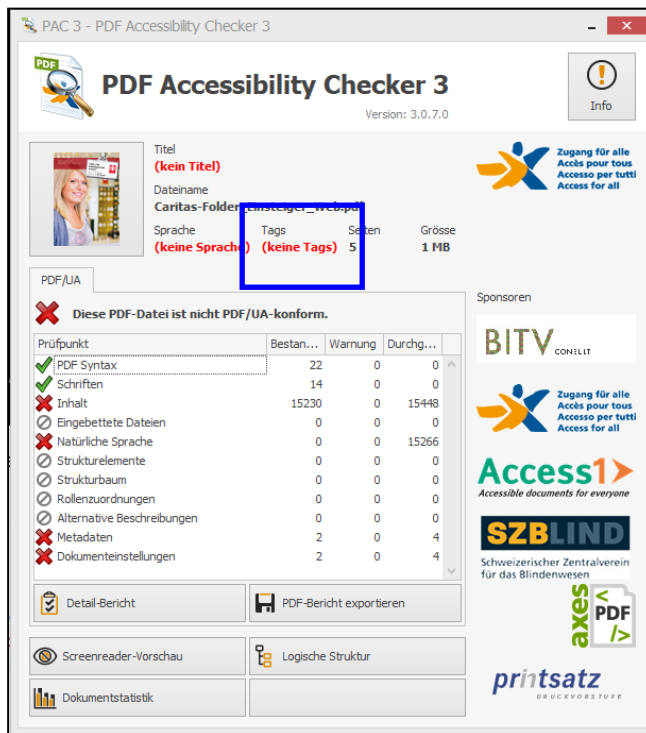 PAC 3 - PDF Accessibility Checker 3
PDF
PDF Accessibility Checker 3
Version: 3.0.7.0
Info
Titel
(kein Titel)
Dateiname
Caritas-Folder_Einsteiger_Web.pdf
Sprache Tags Seiten Grösse
(keine Sprache) (keine Tags) 5 1 MB
Zugang für alle
Accès pour tous
Accesso per tutti
Access for all
PDF/UA
Diese PDF-Datei ist nicht PDF/UA-konform.
Prüfpunkt Bestan... Warnung Durchg...
PDF Syntax 22 0 0
Schriften 14 0 0
Inhalt 15230 0 15448
Eingebettete Dateien 0 0 0
Natürliche Sprache 0 0 15266
Strukturelemente 0 0 0
Strukturbaum 0 0 0
Rollenzuordnungen 0 0 0
Alternative Beschreibungen 0 0 0
Metadaten 2 0 4
Dokumenteinstellungen 2 0 4
Detail-Bericht PDF-Bericht exportieren
Screenreader-Vorschau Logische Struktur
Dokumentstatistik
Sponsoren
BITV CONSULT
Zugang für alle
Accès pour tous
Accesso per tutti
Access for all
Access1
Accessible documents for everyone
SZBLIND
Schweizerischer Zentralverein
für das Blindenwesen
axes
<
PDF
/>
printsatz
DRUCKVORSTUFE